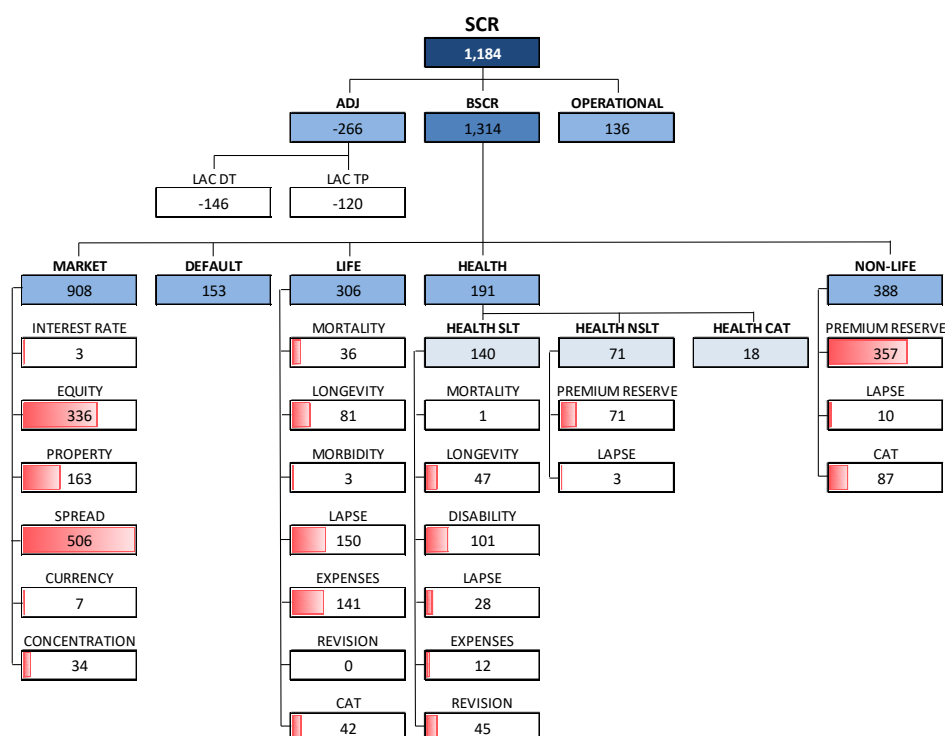 SCR
1,184
ADJ BSCR OPERATIONAL
-266 1,314 136
LAC DT LAC TP
-146 -120
MARKET DEFAULT LIFE HEALTH NON-LIFE
908 153 306 191 388
INTEREST RATE MORTALITY HEALTH SLT HEALTH NSLT HEALTH CAT PREMIUM RESERVE
3 36 140 71 18 357
EQUITY LONGEVITY MORTALITY PREMIUM RESERVE LAPSE
336 81 1 71 10
PROPERTY MORBIDITY LONGEVITY LAPSE CAT
163 3 47 3 87
SPREAD LAPSE DISABILITY
506 150 101
CURRENCY EXPENSES LAPSE
7 141 28
CONCENTRATION REVISION EXPENSES
34 0 12
CAT REVISION
42 45